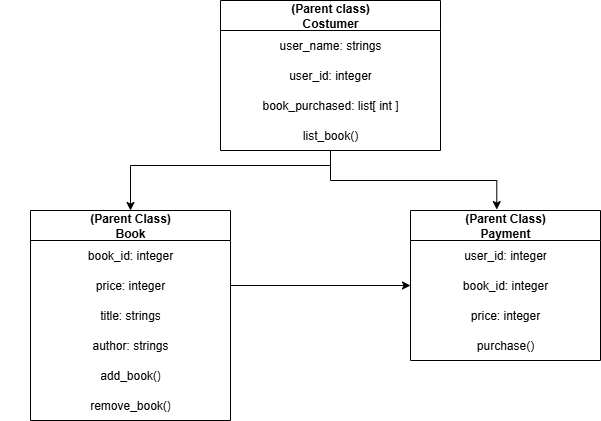 (Parent class)
Costumer
user_name: strings
user_id: integer
book_purchased: list[ int ]
list_book()
(Parent Class)
Book
book_id: integer
price: integer
title: strings
author: strings
add_book()
remove_book()
(Parent Class)
Payment
user_id: integer
book_id: integer
price: integer
purchase()